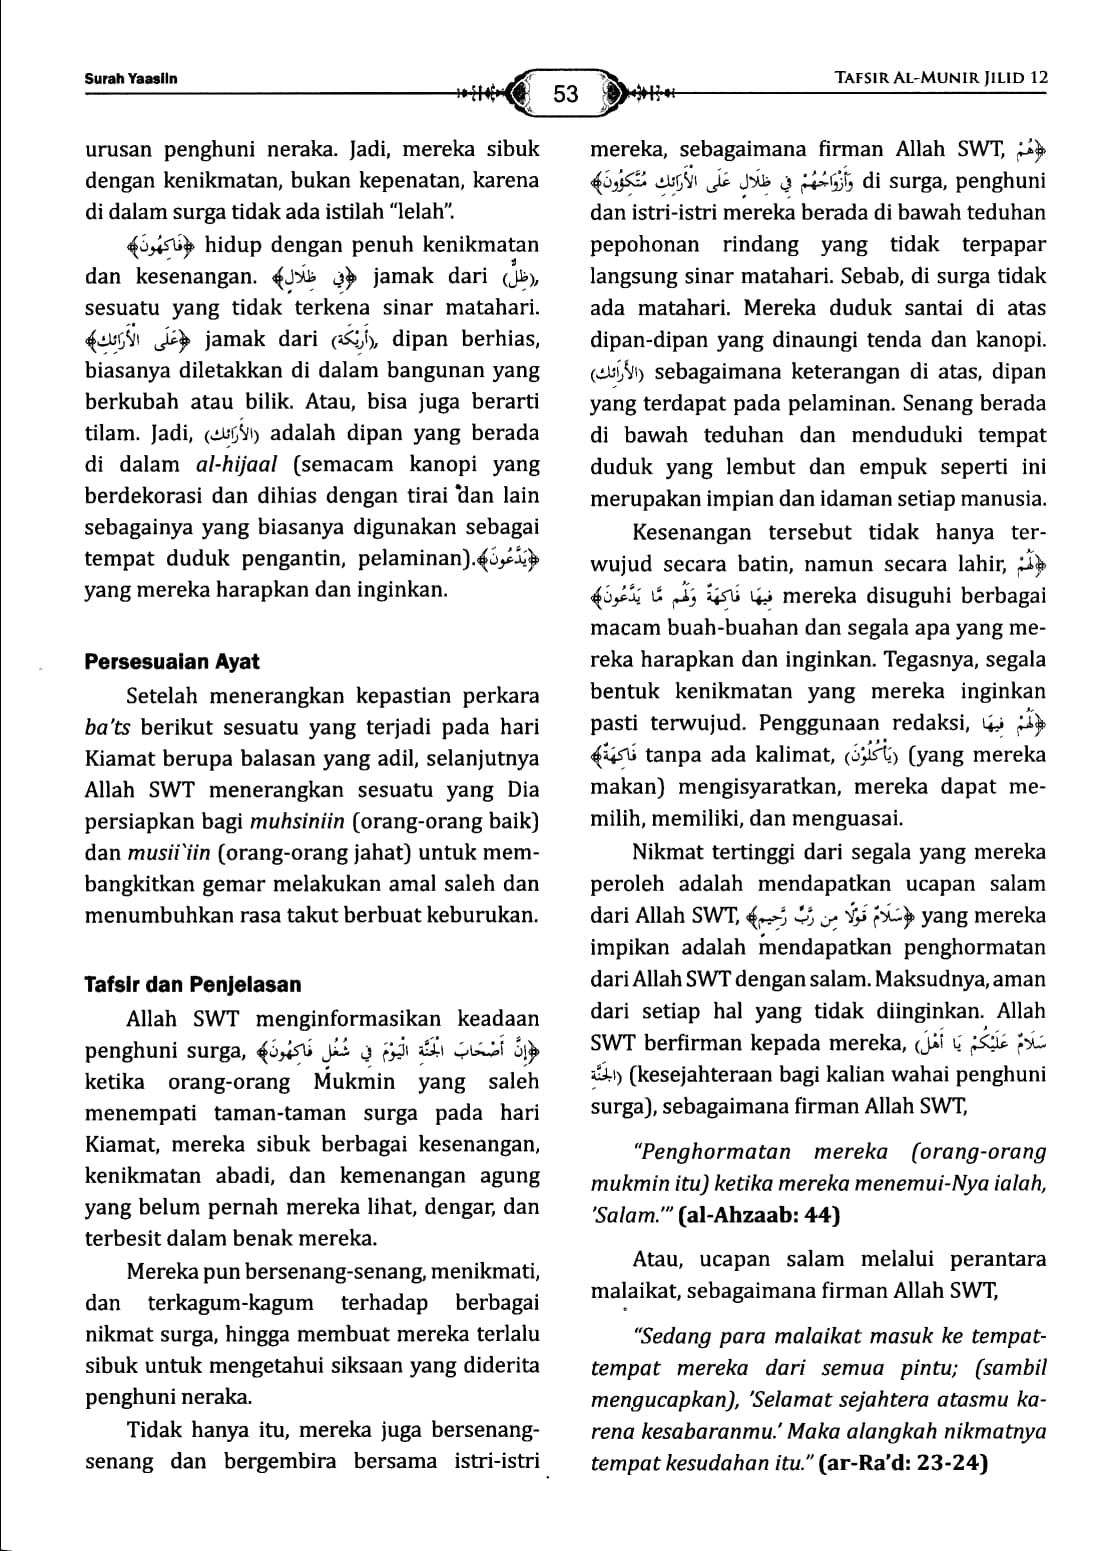 Surah Yaasiin
53
TAFSIR AL-MUNIR JILID 12
urusan penghuni neraka. Jadi, mereka sibuk
dengan kenikmatan, bukan kepenatan, karena
di dalam surga tidak ada istilah “lelah”.
﴿فَاكِهُونَ﴾ hidup dengan penuh kenikmatan
dan kesenangan. ﴿فِي ظِلَالٍ﴾ jamak dari (ظِلٌّ),
sesuatu yang tidak terkena sinar matahari.
﴿عَلَى الْأَرَائِكِ﴾ jamak dari (أَرِيْكَة), dipan berhias,
biasanya diletakkan di dalam bangunan yang
berkubah atau bilik. Atau, bisa juga berarti
tilam. Jadi, (الأَرَائك) adalah dipan yang berada
di dalam al-hijaal (semacam kanopi yang
berdekorasi dan dihias dengan tirai dan lain
sebagainya yang biasanya digunakan sebagai
tempat duduk pengantin, pelaminan).﴿يَدَّعُونَ﴾
yang mereka harapkan dan inginkan.
Persesuaian Ayat
Setelah menerangkan kepastian perkara
ba’ts berikut sesuatu yang terjadi pada hari
Kiamat berupa balasan yang adil, selanjutnya
Allah SWT menerangkan sesuatu yang Dia
persiapkan bagi muhsiniin (orang-orang baik)
dan musii`iin (orang-orang jahat) untuk mem-
bangkitkan gemar melakukan amal saleh dan
menumbuhkan rasa takut berbuat keburukan.
Tafsir dan Penjelasan
Allah SWT menginformasikan keadaan
penghuni surga, ﴿إِنَّ أَصْحَابَ الْجَنَّةِ الْيَوْمَ فِي شُغُلٍ فَاكِهُونَ﴾
ketika orang-orang Mukmin yang saleh
menempati taman-taman surga pada hari
Kiamat, mereka sibuk berbagai kesenangan,
kenikmatan abadi, dan kemenangan agung
yang belum pernah mereka lihat, dengar, dan
terbesit dalam benak mereka.
Mereka pun bersenang-senang, menikmati,
dan terkagum-kagum terhadap berbagai
nikmat surga, hingga membuat mereka terlalu
sibuk untuk mengetahui siksaan yang diderita
penghuni neraka.
Tidak hanya itu, mereka juga bersenang-
senang dan bergembira bersama istri-istri
mereka, sebagaimana firman Allah SWT, ﴿هُمْ
وَأَزْوَاجُهُمْ فِي ظِلَالٍ عَلَى الْأَرَائِكِ مُتَّكِؤُونَ﴾ di surga, penghuni
dan istri-istri mereka berada di bawah teduhan
pepohonan rindang yang tidak terpapar
langsung sinar matahari. Sebab, di surga tidak
ada matahari. Mereka duduk santai di atas
dipan-dipan yang dinaungi tenda dan kanopi.
(الأَرَائك) sebagaimana keterangan di atas, dipan
yang terdapat pada pelaminan. Senang berada
di bawah teduhan dan menduduki tempat
duduk yang lembut dan empuk seperti ini
merupakan impian dan idaman setiap manusia.
Kesenangan tersebut tidak hanya ter-
wujud secara batin, namun secara lahir, ﴿لَهُمْ
فِيهَا فَاكِهَةٌ وَلَهُم مَّا يَدَّعُونَ﴾ mereka disuguhi berbagai
macam buah-buahan dan segala apa yang me-
reka harapkan dan inginkan. Tegasnya, segala
bentuk kenikmatan yang mereka inginkan
pasti terwujud. Penggunaan redaksi, ﴿لَهُمْ فِيهَا
فَاكِهَةٌ﴾ tanpa ada kalimat, (يَأْكُلُوْنَ) (yang mereka
makan) mengisyaratkan, mereka dapat me-
milih, memiliki, dan menguasai.
Nikmat tertinggi dari segala yang mereka
peroleh adalah mendapatkan ucapan salam
dari Allah SWT, ﴿سَلَامٌ قَوْلًا مِن رَّبٍّ رَّحِيمٍ﴾ yang mereka
impikan adalah mendapatkan penghormatan
dari Allah SWT dengan salam. Maksudnya, aman
dari setiap hal yang tidak diinginkan. Allah
SWT berfirman kepada mereka, (سَلَامٌ عَلَيْكُمْ يَا أَهْلَ
الْجَنَّةِ) (kesejahteraan bagi kalian wahai penghuni
surga), sebagaimana firman Allah SWT,
“Penghormatan mereka (orang-orang
mukmin itu) ketika mereka menemui-Nya ialah,
’Salam.’” (al-Ahzaab: 44)
Atau, ucapan salam melalui perantara
malaikat, sebagaimana firman Allah SWT,
“Sedang para malaikat masuk ke tempat-
tempat mereka dari semua pintu; (sambil
mengucapkan), ’Selamat sejahtera atasmu ka-
rena kesabaranmu.’ Maka alangkah nikmatnya
tempat kesudahan itu.” (ar-Ra’d: 23-24)